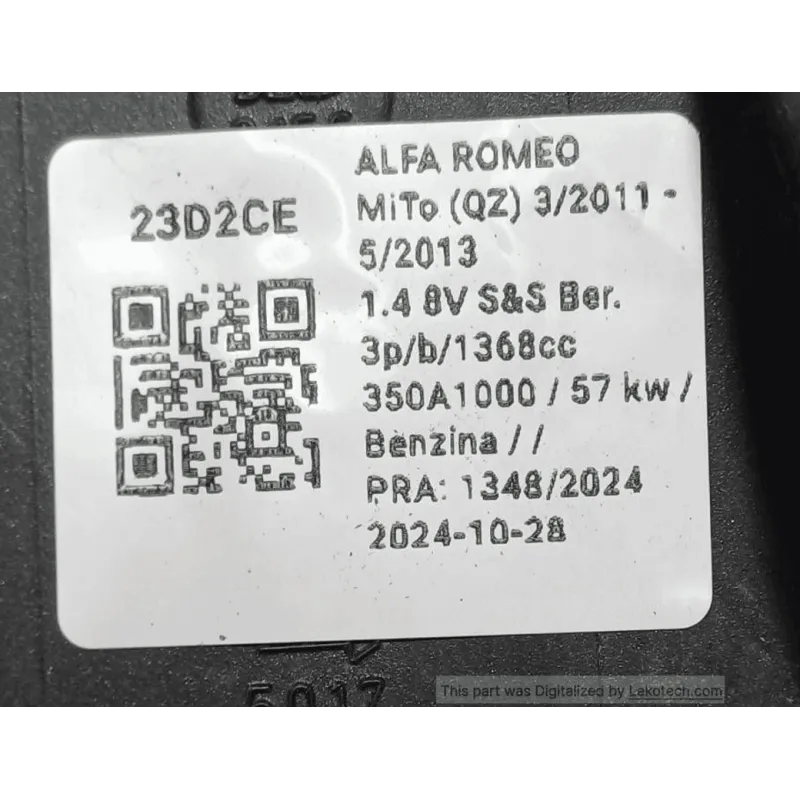 23D2CE
ALFA ROMEO
MiTo (QZ) 3/2011 -
5/2013
1.4 8V S&S Ber.
3p/b/1368cc
350A1000 / 57 kw /
Benzina / /
PRA: 1348/2024
2024-10-28
5017
This part was Digitalized by Lekotech.com